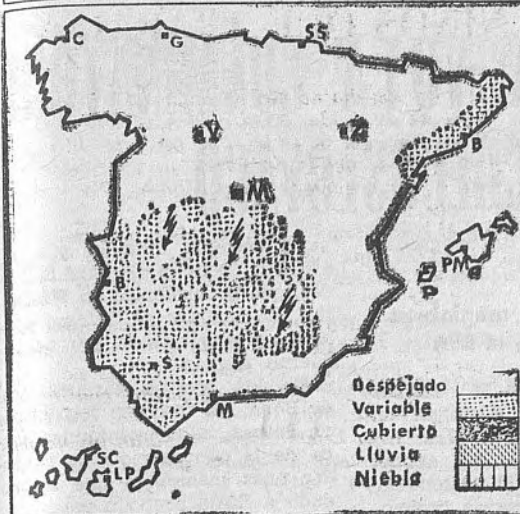 C G SS
V Z
B
M
PM
P
B
S
M
SC
LP
Despejado
Variable
Cubierto
Lluvia
Niebla